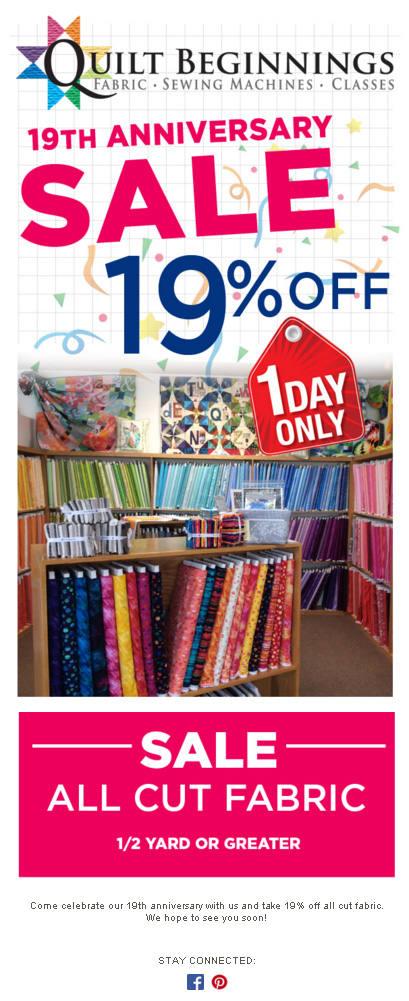 QUILT BEGINNINGS
FABRIC · SEWING MACHINES · CLASSES
19TH ANNIVERSARY
SALE
19% OFF
1 DAY
ONLY
SALE
ALL CUT FABRIC
1/2 YARD OR GREATER
Come celebrate our 19th anniversary with us and take 19% off all cut fabric.
We hope to see you soon!
STAY CONNECTED: